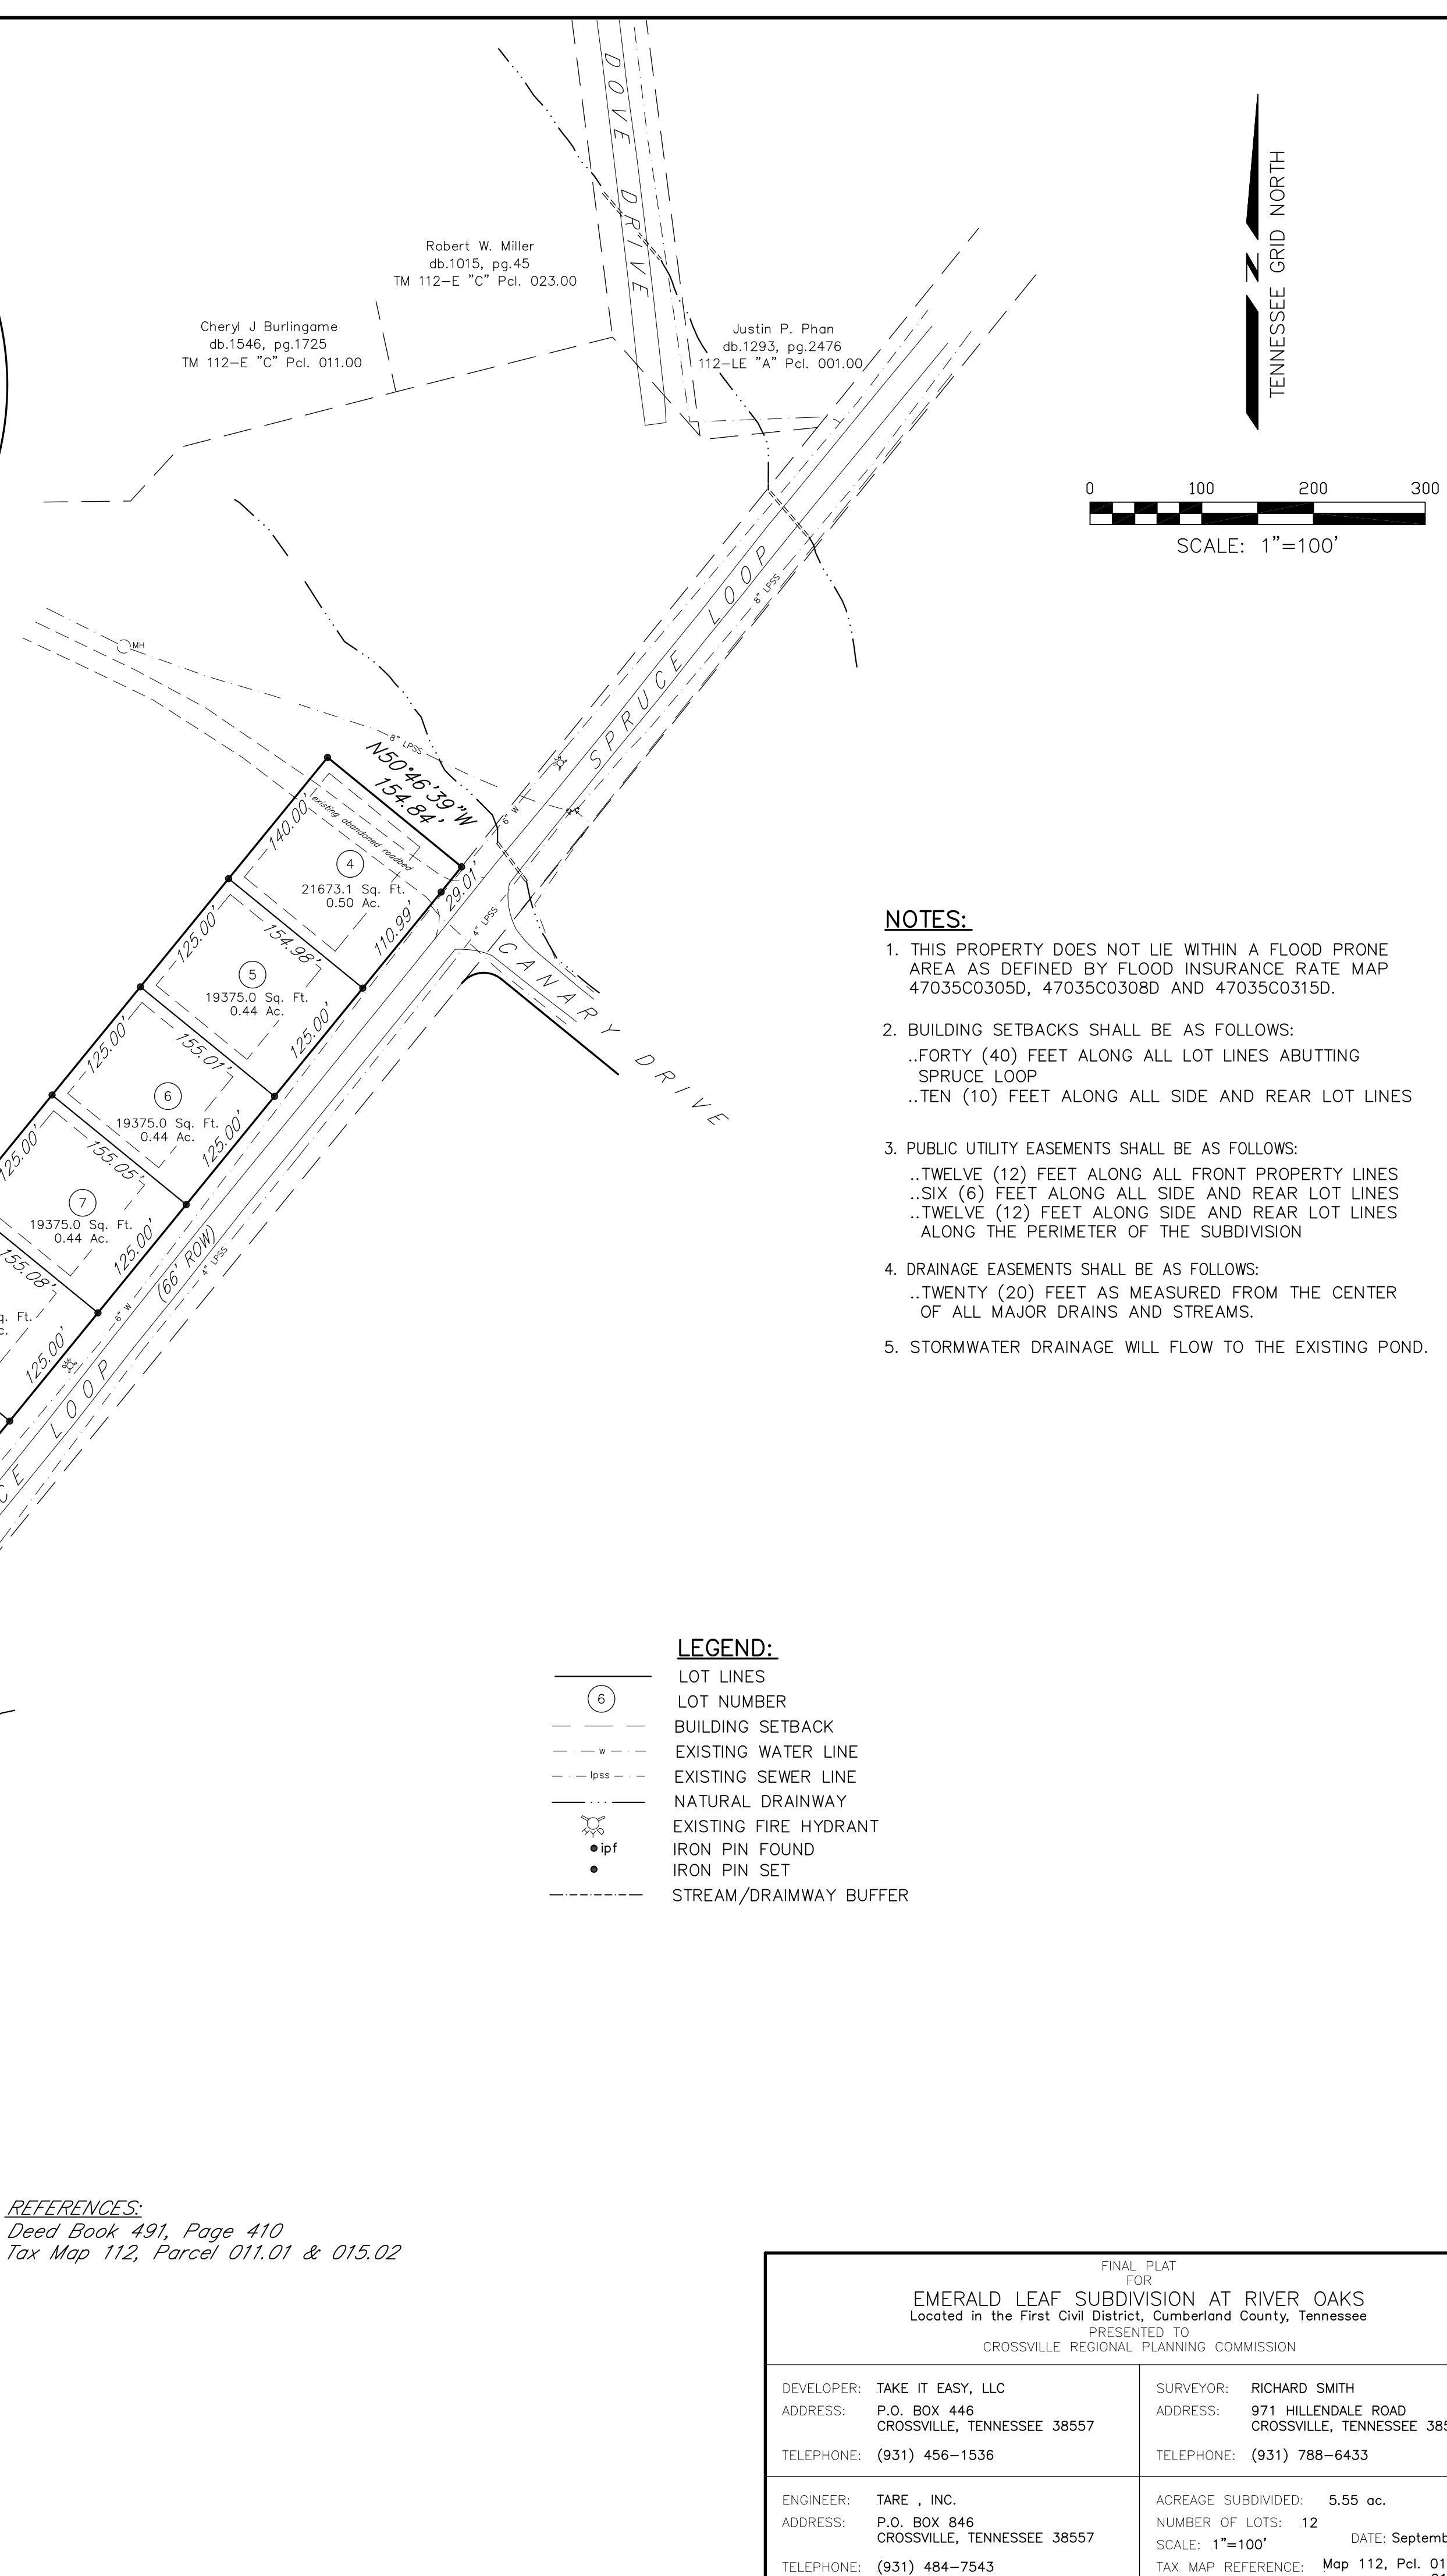 DOVE DRIVE
Robert W. Miller
db.1015, pg.45
TM 112-E "C" Pcl. 023.00
Cheryl J Burlingame
db.1546, pg.1725
TM 112-E "C" Pcl. 011.00
Justin P. Phan
db.1293, pg.2476
112-LE "A" Pcl. 001.00
N
TENNESSEE GRID NORTH
0 100 200 300
SCALE: 1"=100'
SPRUCE LOOP
8" LPSS
MH
8" LPSS
N50°46'39"W
154.84'
6" W
existing abandoned roadbed
140.00'
4
21673.1 Sq. Ft.
0.50 Ac.
29.01'
110.99'
4" LPSS
CANARY DRIVE
125.00'
154.98'
5
19375.0 Sq. Ft.
0.44 Ac.
125.00'
125.00'
155.01'
6
19375.0 Sq. Ft.
0.44 Ac.
125.00'
125.00'
155.05'
7
19375.0 Sq. Ft.
0.44 Ac.
125.00'
155.08'
(66' ROW)
4" LPSS
6" W
q. Ft.
c.
125.00'
CE LOOP
NOTES:
1. THIS PROPERTY DOES NOT LIE WITHIN A FLOOD PRONE
AREA AS DEFINED BY FLOOD INSURANCE RATE MAP
47035C0305D, 47035C0308D AND 47035C0315D.
2. BUILDING SETBACKS SHALL BE AS FOLLOWS:
..FORTY (40) FEET ALONG ALL LOT LINES ABUTTING
SPRUCE LOOP
..TEN (10) FEET ALONG ALL SIDE AND REAR LOT LINES
3. PUBLIC UTILITY EASEMENTS SHALL BE AS FOLLOWS:
..TWELVE (12) FEET ALONG ALL FRONT PROPERTY LINES
..SIX (6) FEET ALONG ALL SIDE AND REAR LOT LINES
..TWELVE (12) FEET ALONG SIDE AND REAR LOT LINES
ALONG THE PERIMETER OF THE SUBDIVISION
4. DRAINAGE EASEMENTS SHALL BE AS FOLLOWS:
..TWENTY (20) FEET AS MEASURED FROM THE CENTER
OF ALL MAJOR DRAINS AND STREAMS.
5. STORMWATER DRAINAGE WILL FLOW TO THE EXISTING POND.
LEGEND:
LOT LINES
6 LOT NUMBER
BUILDING SETBACK
w EXISTING WATER LINE
lpss EXISTING SEWER LINE
NATURAL DRAINWAY
EXISTING FIRE HYDRANT
ipf IRON PIN FOUND
IRON PIN SET
STREAM/DRAIMWAY BUFFER
REFERENCES:
Deed Book 491, Page 410
Tax Map 112, Parcel 011.01 & 015.02
FINAL PLAT
FOR
EMERALD LEAF SUBDIVISION AT RIVER OAKS
Located in the First Civil District, Cumberland County, Tennessee
PRESENTED TO
CROSSVILLE REGIONAL PLANNING COMMISSION
DEVELOPER: TAKE IT EASY, LLC
ADDRESS: P.O. BOX 446
CROSSVILLE, TENNESSEE 38557
TELEPHONE: (931) 456-1536
SURVEYOR: RICHARD SMITH
ADDRESS: 971 HILLENDALE ROAD
CROSSVILLE, TENNESSEE 385
TELEPHONE: (931) 788-6433
ENGINEER: TARE , INC.
ADDRESS: P.O. BOX 846
CROSSVILLE, TENNESSEE 38557
TELEPHONE: (931) 484-7543
ACREAGE SUBDIVIDED: 5.55 ac.
NUMBER OF LOTS: 12
SCALE: 1"=100' DATE: Septemb
TAX MAP REFERENCE: Map 112, Pcl. 01